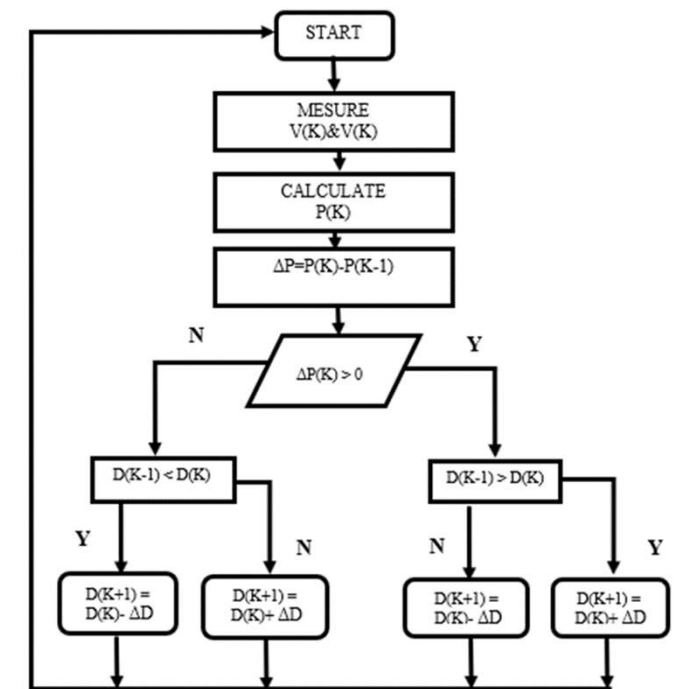 START
MESURE
V(K)&V(K)
CALCULATE
P(K)
ΔP=P(K)-P(K-1)
N
Y
ΔP(K) > 0
D(K-1) < D(K)
D(K-1) > D(K)
Y
N
N
Y
D(K+1) =
D(K)- ΔD
D(K+1) =
D(K)+ ΔD
D(K+1) =
D(K)- ΔD
D(K+1) =
D(K)+ ΔD